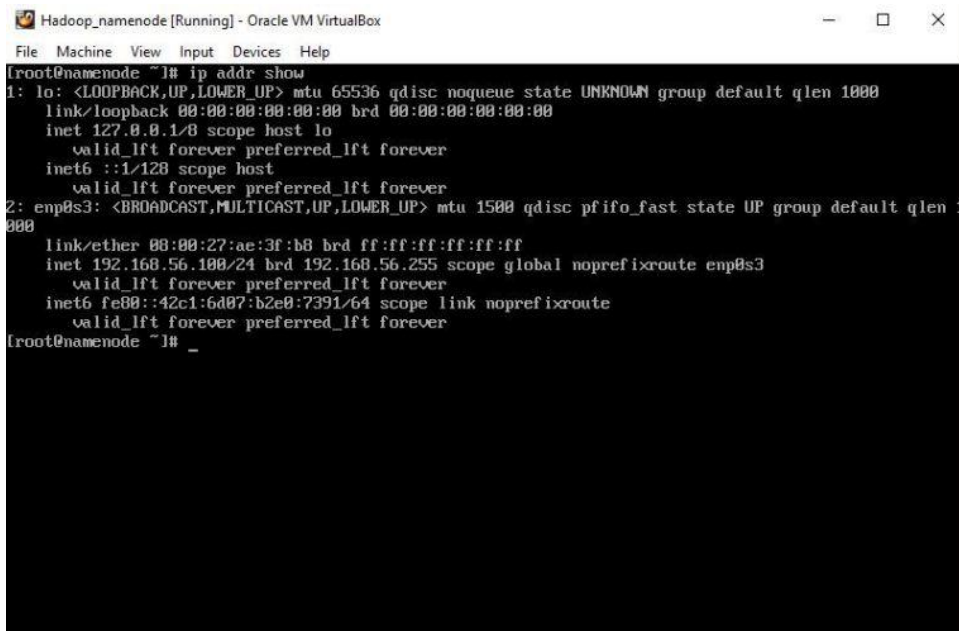 Hadoop_namenode [Running] - Oracle VM VirtualBox
File Machine View Input Devices Help
[root@namenode ~]# ip addr show
1: lo: <LOOPBACK,UP,LOWER_UP> mtu 65536 qdisc noqueue state UNKNOWN group default qlen 1000
    link/loopback 00:00:00:00:00:00 brd 00:00:00:00:00:00
    inet 127.0.0.1/8 scope host lo
       valid_lft forever preferred_lft forever
    inet6 ::1/128 scope host
       valid_lft forever preferred_lft forever
2: enp0s3: <BROADCAST,MULTICAST,UP,LOWER_UP> mtu 1500 qdisc pfifo_fast state UP group default qlen 1
000
    link/ether 08:00:27:ae:3f:b8 brd ff:ff:ff:ff:ff:ff
    inet 192.168.56.100/24 brd 192.168.56.255 scope global noprefixroute enp0s3
       valid_lft forever preferred_lft forever
    inet6 fe80::42c1:6d07:b2e0:7391/64 scope link noprefixroute
       valid_lft forever preferred_lft forever
[root@namenode ~]# _